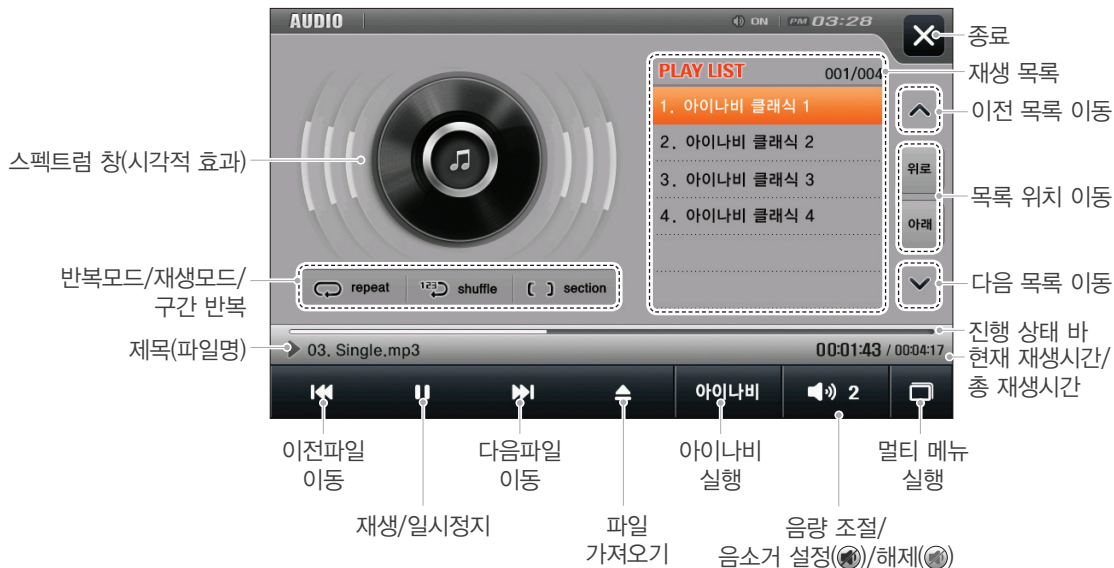 AUDIO
ON PM 03:28
종료
PLAY LIST 001/004
재생 목록
1. 아이나비 클래식 1
이전 목록 이동
2. 아이나비 클래식 2
스펙트럼 창(시각적 효과)
3. 아이나비 클래식 3
위로
목록 위치 이동
4. 아이나비 클래식 4
아래
반복모드/재생모드/
구간 반복
repeat 123 shuffle [ ] section
다음 목록 이동
진행 상태 바
제목(파일명)
03. Single.mp3 00:01:43 / 00:04:17
현재 재생시간/
총 재생시간
아이나비 2
이전파일
이동
다음파일
이동
아이나비
실행
멀티 메뉴
실행
재생/일시정지
파일
가져오기
음량 조절/
음소거 설정()/해제()